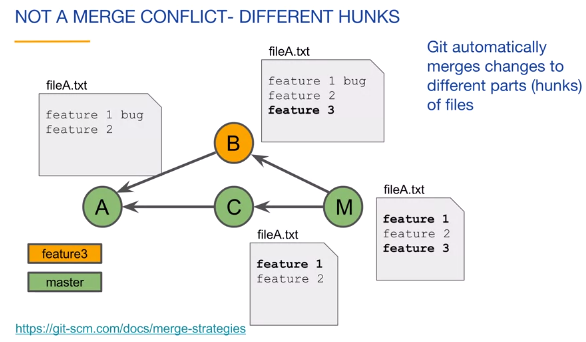 NOT A MERGE CONFLICT- DIFFERENT HUNKS
Git automatically
merges changes to
different parts (hunks)
of files
fileA.txt
feature 1 bug
feature 2
feature 3
fileA.txt
feature 1 bug
feature 2
B
A
C
M
fileA.txt
feature 1
feature 2
feature 3
fileA.txt
feature 1
feature 2
feature3
master
https://git-scm.com/docs/merge-strategies